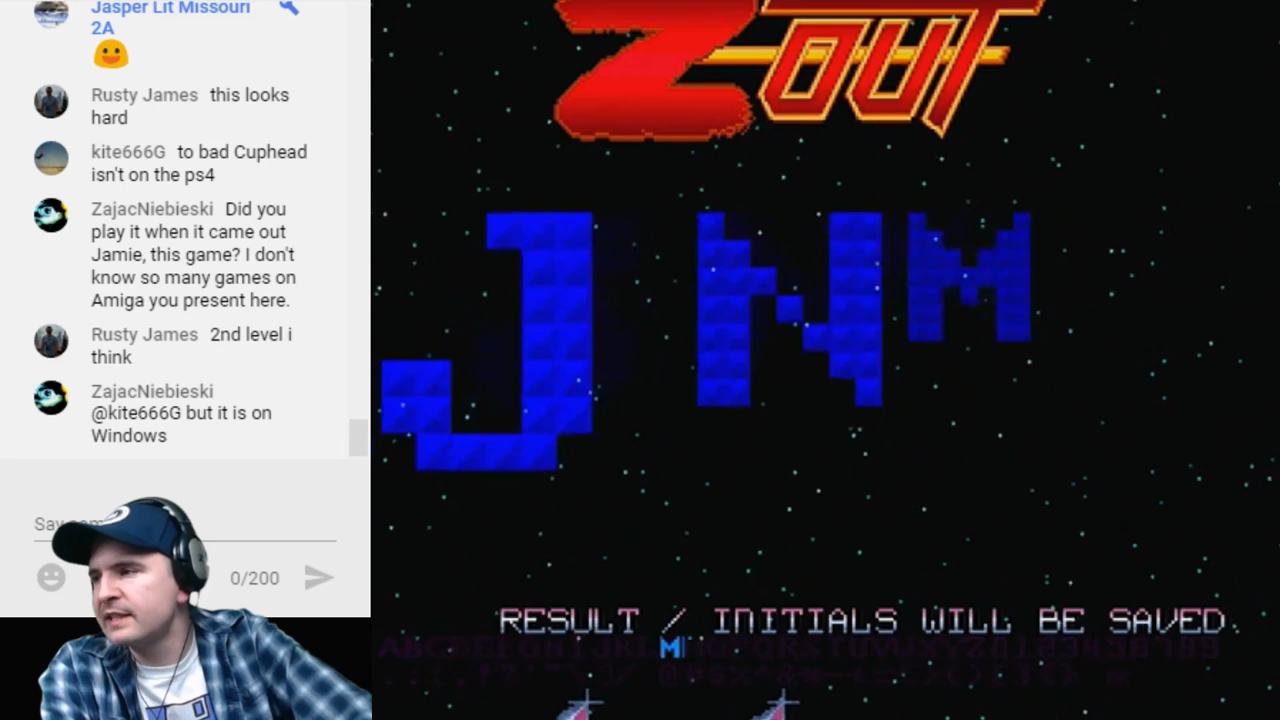 Jasper Lit Missouri
2A
Rusty James this looks
hard
kite666G to bad Cuphead
isn't on the ps4
ZajacNiebieski Did you
play it when it came out
Jamie, this game? I don't
know so many games on
Amiga you present here.
Rusty James 2nd level i
think
ZajacNiebieski
@kite666G but it is on
Windows
Say
0/200
Z OUT
J N M
RESULT / INITIALS WILL BE SAVED.
M